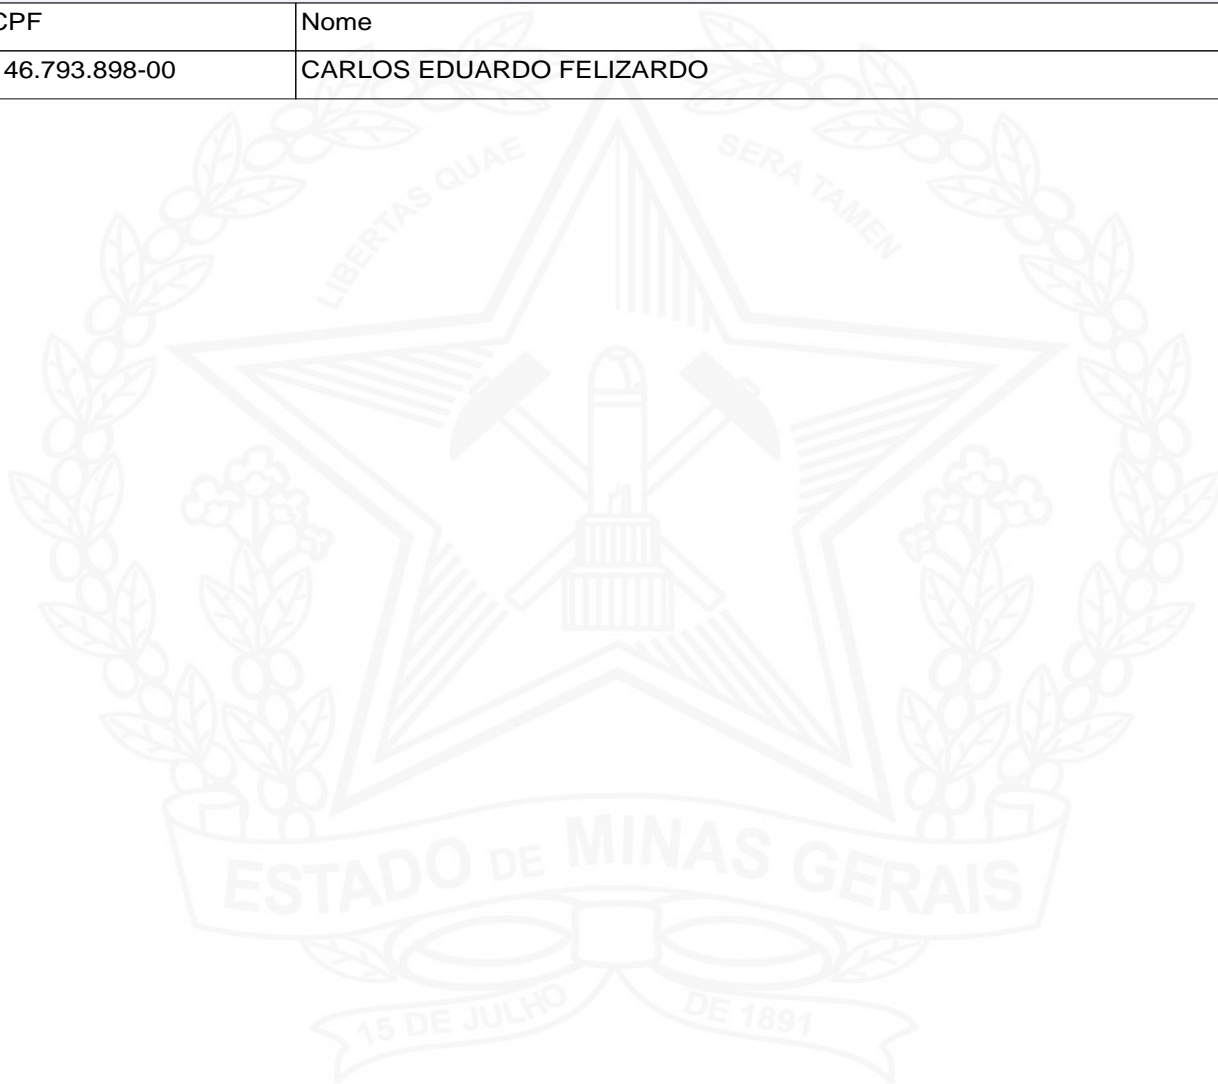 CPF Nome
46.793.898-00 CARLOS EDUARDO FELIZARDO
LIBERTAS QUAE SERA TAMEN
ESTADO DE MINAS GERAIS
15 DE JULHO DE 1891